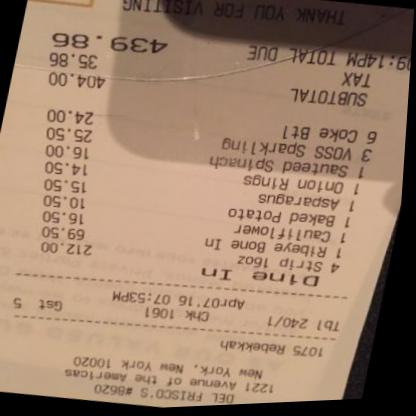 DEL FRISCO'S #8620
1221 Avenue of the Americas
New York, New York 10020
1075 Rebekkah
Tbl 240/1 Chk 1061 Gst 5
Apr07'16 07:53PM
Dine In
4 Strip 16oz 212.00
1 Ribeye Bone In 69.50
1 Cauliflower 16.50
1 Baked Potato 10.50
1 Asparagus 15.50
1 Onion Rings 14.50
1 Sauteed Spinach 16.00
3 VOSS Sparkling 25.50
6 Coke Btl 24.00
SUBTOTAL 404.00
TAX 35.86
09:14PM TOTAL DUE 439.86
THANK YOU FOR VISITING